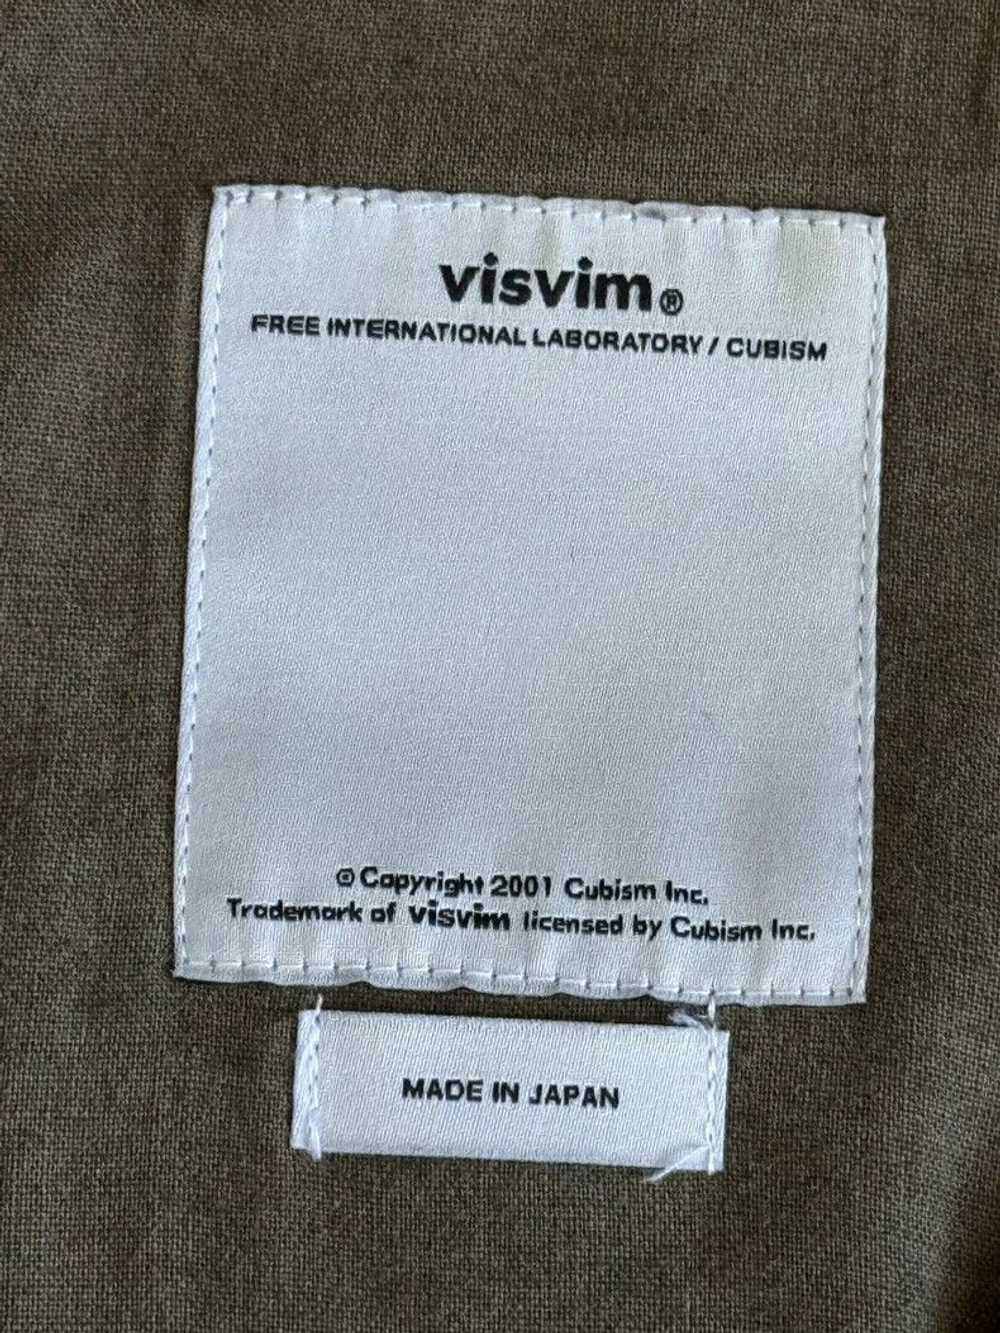 visvim®
FREE INTERNATIONAL LABORATORY / CUBISM
© Copyright 2001 Cubism Inc.
Trademark of visvim licensed by Cubism Inc.
MADE IN JAPAN